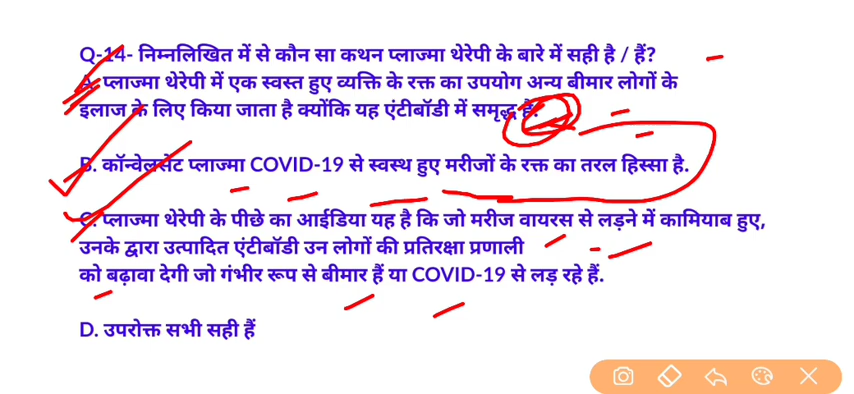 Q-14- निम्नलिखित में से कौन सा कथन प्लाज्मा थेरेपी के बारे में सही है / हैं?
A. प्लाज्मा थेरेपी में एक स्वस्त हुए व्यक्ति के रक्त का उपयोग अन्य बीमार लोगों के
इलाज के लिए किया जाता है क्योंकि यह एंटीबॉडी में समृद्ध है.
B. कॉन्वेलसेंट प्लाज्मा COVID-19 से स्वस्थ हुए मरीजों के रक्त का तरल हिस्सा है.
C. प्लाज्मा थेरेपी के पीछे का आईडिया यह है कि जो मरीज वायरस से लड़ने में कामियाब हुए,
उनके द्वारा उत्पादित एंटीबॉडी उन लोगों की प्रतिरक्षा प्रणाली
को बढ़ावा देगी जो गंभीर रूप से बीमार हैं या COVID-19 से लड़ रहे हैं.
D. उपरोक्त सभी सही हैं